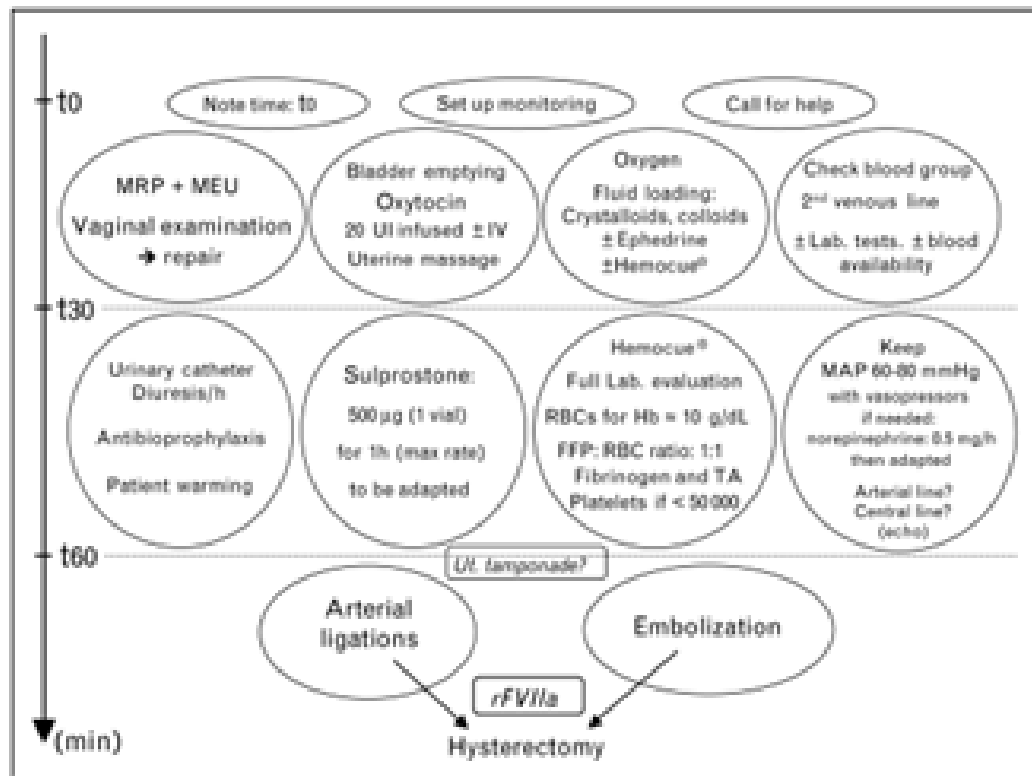 t0
Note time: t0
Set up monitoring
Call for help
MRP + MEU
Vaginal examination
➔ repair
Bladder emptying
Oxytocin
20 UI infused ± IV
Uterine massage
Oxygen
Fluid loading:
Crystalloids, colloids
± Ephedrine
±Hemocue®
Check blood group
2nd venous line
± Lab. tests. ± blood
availability
t30
Urinary catheter
Diuresis/h
Antibioprophylaxis
Patient warming
Sulprostone:
500 µg (1 vial)
for 1h (max rate)
to be adapted
Hemocue®
Full Lab. evaluation
RBCs for Hb = 10 g/dL
FFP: RBC ratio: 1:1
Fibrinogen and TA
Platelets if < 50 000
Keep
MAP 60-80 mmHg
with vasopressors
if needed:
norepinephrine: 0.5 mg/h
then adapted
Arterial line?
Central line?
(echo)
t60
Ut. tamponade?
Arterial
ligations
Embolization
rFVIIa
Hysterectomy
(min)